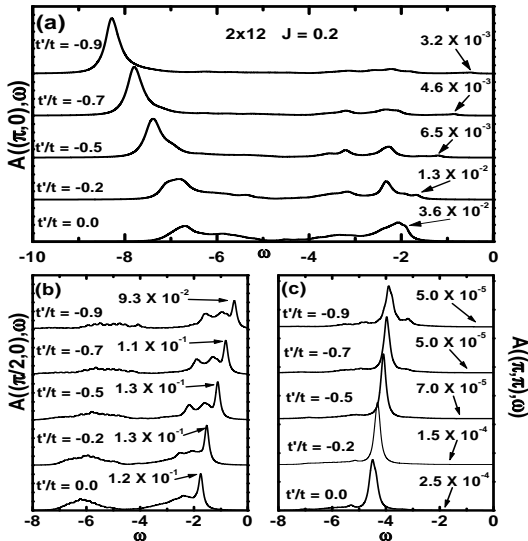 (a)
2x12 J = 0.2
A((π,0),ω)
t'/t = -0.9
3.2 X 10⁻³
t'/t = -0.7
4.6 X 10⁻³
t'/t = -0.5
6.5 X 10⁻³
t'/t = -0.2
1.3 X 10⁻²
t'/t = 0.0
3.6 X 10⁻²
-10 -8 -6 -4 -2 0
ω
(b)
A((π/2,0),ω)
9.3 X 10⁻²
t'/t = -0.9
1.1 X 10⁻¹
t'/t = -0.7
1.3 X 10⁻¹
t'/t = -0.5
1.3 X 10⁻¹
t'/t = -0.2
1.2 X 10⁻¹
t'/t = 0.0
-8 -6 -4 -2 0
ω
(c)
A((π,π),ω)
t'/t = -0.9
5.0 X 10⁻⁵
t'/t = -0.7
5.0 X 10⁻⁵
t'/t = -0.5
7.0 X 10⁻⁵
t'/t = -0.2
1.5 X 10⁻⁴
t'/t = 0.0
2.5 X 10⁻⁴
-8 -6 -4 -2 0
ω